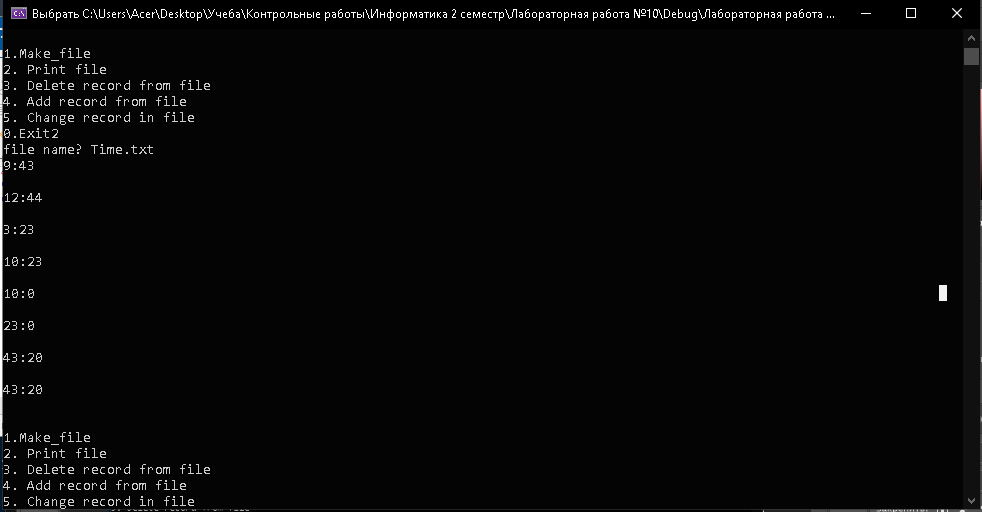 Выбрать C:\Users\Acer\Desktop\Учеба\Контрольные работы\Информатика 2 семестр\Лабораторная работа №10\Debug\Лабораторная работа ...
1.Make_file
2. Print file
3. Delete record from file
4. Add record from file
5. Change record in file
0.Exit2
file name? Time.txt
9:43
12:44
3:23
10:23
10:0
23:0
43:20
43:20
1.Make_file
2. Print file
3. Delete record from file
4. Add record from file
5. Change record in file